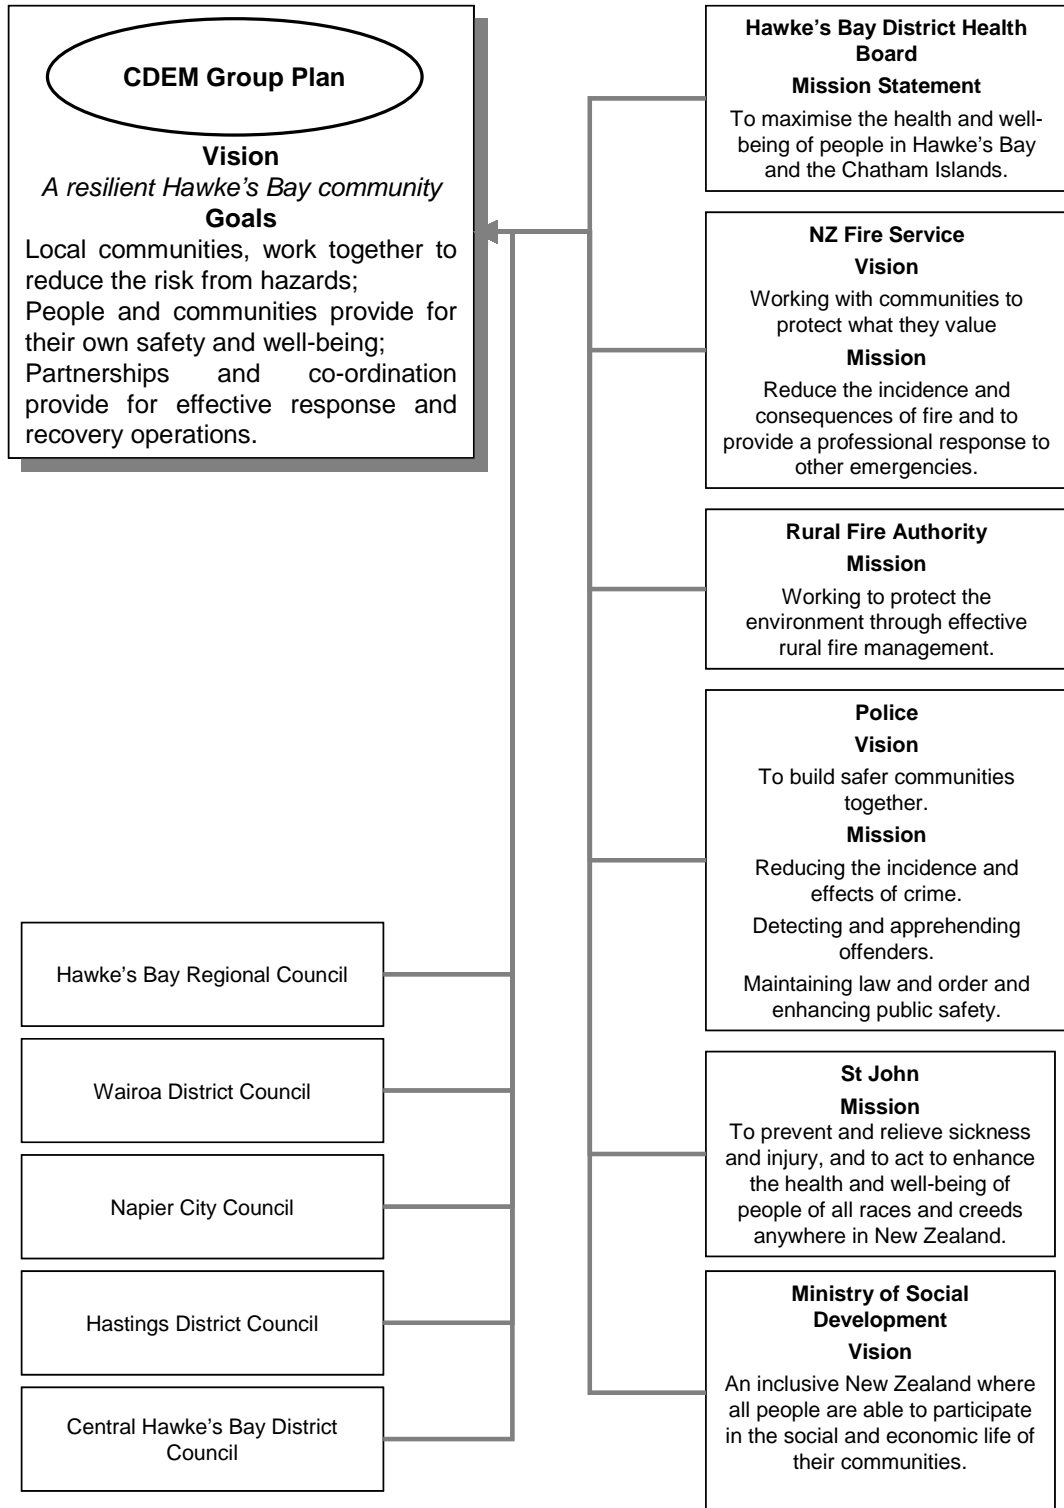 CDEM Group Plan
Vision
A resilient Hawke's Bay community
Goals
Local communities, work together to
reduce the risk from hazards;
People and communities provide for
their own safety and well-being;
Partnerships and co-ordination
provide for effective response and
recovery operations.
Hawke's Bay Regional Council
Wairoa District Council
Napier City Council
Hastings District Council
Central Hawke's Bay District
Council
Hawke's Bay District Health
Board
Mission Statement
To maximise the health and well-
being of people in Hawke's Bay
and the Chatham Islands.
NZ Fire Service
Vision
Working with communities to
protect what they value
Mission
Reduce the incidence and
consequences of fire and to
provide a professional response to
other emergencies.
Rural Fire Authority
Mission
Working to protect the
environment through effective
rural fire management.
Police
Vision
To build safer communities
together.
Mission
Reducing the incidence and
effects of crime.
Detecting and apprehending
offenders.
Maintaining law and order and
enhancing public safety.
St John
Mission
To prevent and relieve sickness
and injury, and to act to enhance
the health and well-being of
people of all races and creeds
anywhere in New Zealand.
Ministry of Social
Development
Vision
An inclusive New Zealand where
all people are able to participate
in the social and economic life of
their communities.